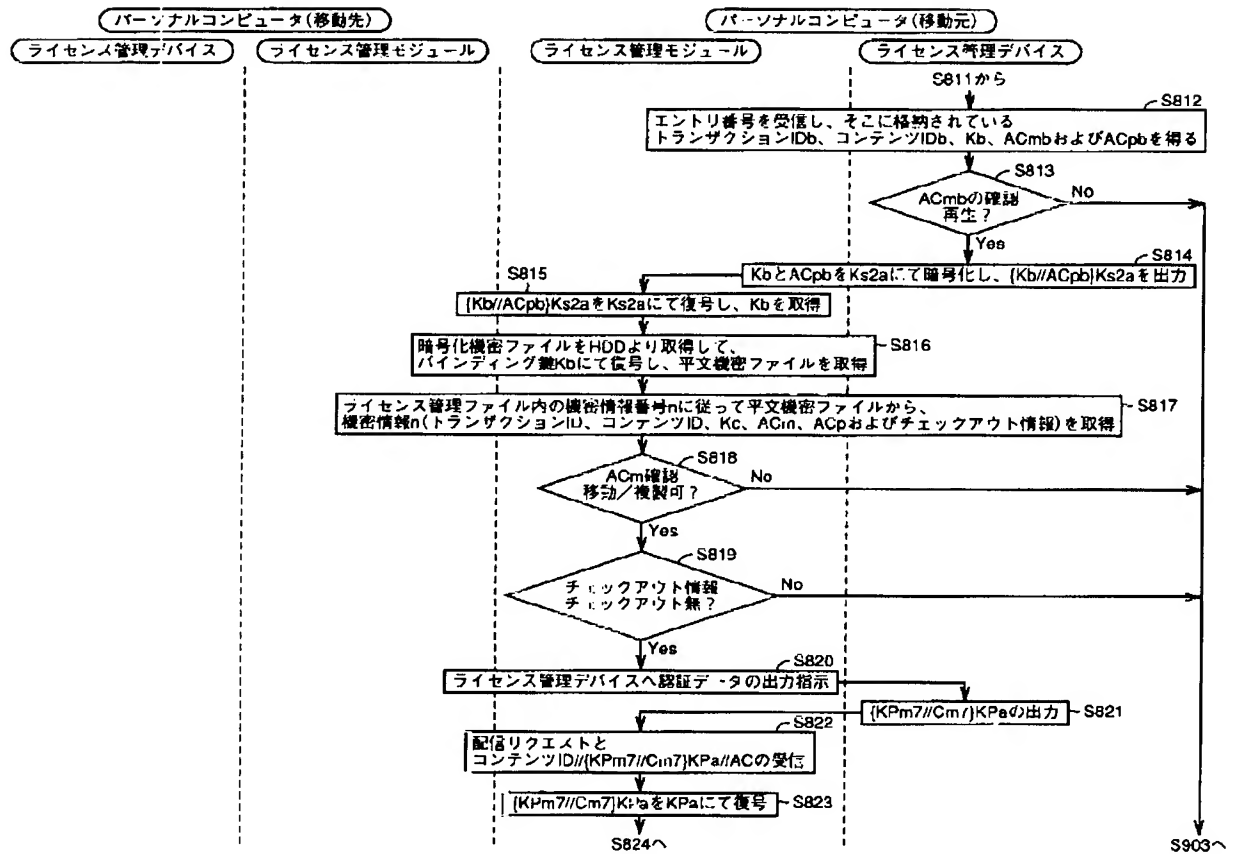 パーソナルコンピュータ(移動先)
パーソナルコンピュータ(移動元)
ライセンス管理デバイス
ライセンス管理モジュール
ライセンス管理モジュール
ライセンス管理デバイス
S811から
S812
エントリ番号を受信し、そこに格納されている
トランザクションIDb、コンテンツIDb、Kb、ACmbおよびACpbを得る
S813
ACmbの確認
再生?
No
Yes
S814
KbとACpbをKs2aにて暗号化し、{Kb//ACpb}Ks2aを出力
S815
{Kb//ACpb}Ks2aをKs2aにて復号し、Kbを取得
暗号化機密ファイルをHDDより取得して、
バインディング鍵Kbにて復号し、平文機密ファイルを取得
S816
ライセンス管理ファイル内の機密情報番号nに従って平文機密ファイルから、
機密情報n(トランザクションID、コンテンツID、Kc、ACm、ACpおよびチェックアウト情報)を取得
S817
S818
ACm確認
移動/複製可?
No
Yes
S819
チェックアウト情報
チェックアウト無?
No
Yes
S820
ライセンス管理デバイスへ認証データの出力指示
{KPm7//Cm7}KPaの出力
S821
S822
配信リクエストと
コンテンツID//{KPm7//Cm7}KPa//ACの受信
{KPm7//Cm7}KPaをKPaにて復号
S823
S824へ
S903へ